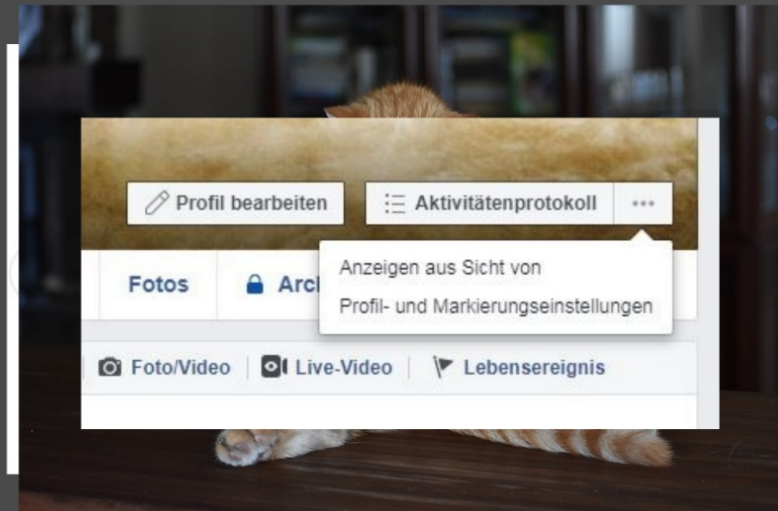 Profil bearbeiten
Aktivitätenprotokoll
Anzeigen aus Sicht von
Profil- und Markierungseinstellungen
Fotos
Foto/Video
Live-Video
Lebensereignis